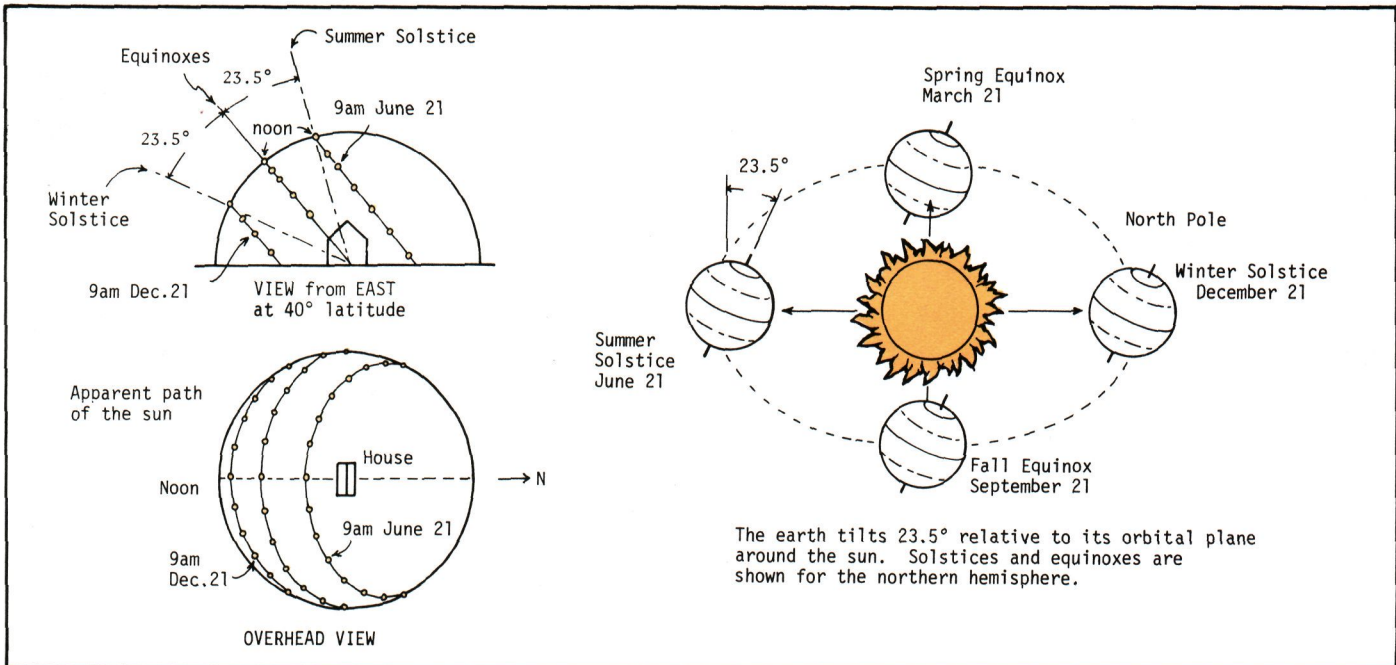 Summer Solstice
Equinoxes
23.5°
9am June 21
noon
23.5°
Winter
Solstice
9am Dec.21
VIEW from EAST
at 40° latitude
Apparent path
of the sun
House
Noon
N
9am June 21
9am
Dec.21
OVERHEAD VIEW
Spring Equinox
March 21
23.5°
North Pole
Winter Solstice
December 21
Summer
Solstice
June 21
Fall Equinox
September 21
The earth tilts 23.5° relative to its orbital plane
around the sun. Solstices and equinoxes are
shown for the northern hemisphere.